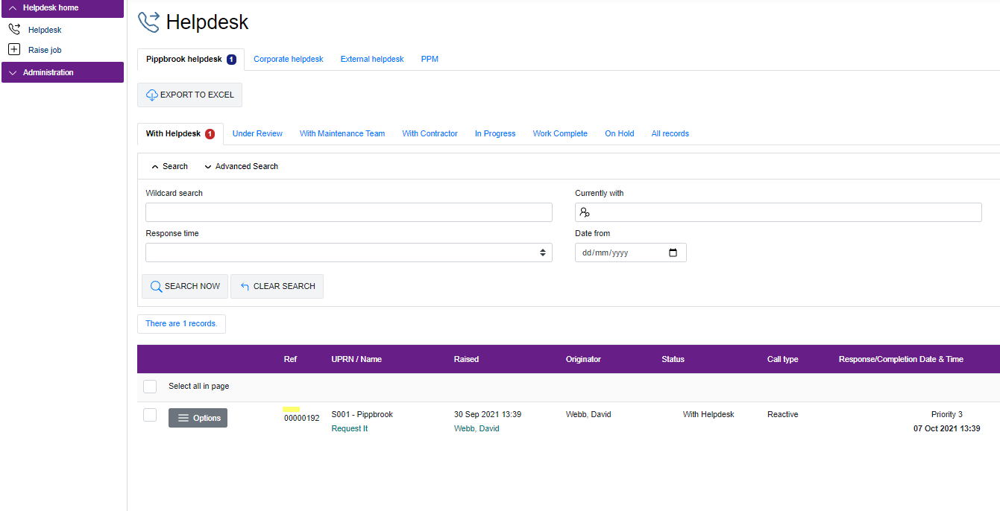 Helpdesk home
Helpdesk
Raise job
Administration
Helpdesk
Pippbrook helpdesk 1 Corporate helpdesk External helpdesk PPM
EXPORT TO EXCEL
With Helpdesk 1 Under Review With Maintenance Team With Contractor In Progress Work Complete On Hold All records
Search Advanced Search
Wildcard search Currently with
Response time Date from
dd/mm/yyyy
SEARCH NOW CLEAR SEARCH
There are 1 records.
Ref UPRN / Name Raised Originator Status Call type Response/Completion Date & Time
Select all in page
Options 00000192 S001 - Pippbrook 30 Sep 2021 13:39 Webb, David With Helpdesk Reactive Priority 3
Request It Webb, David 07 Oct 2021 13:39